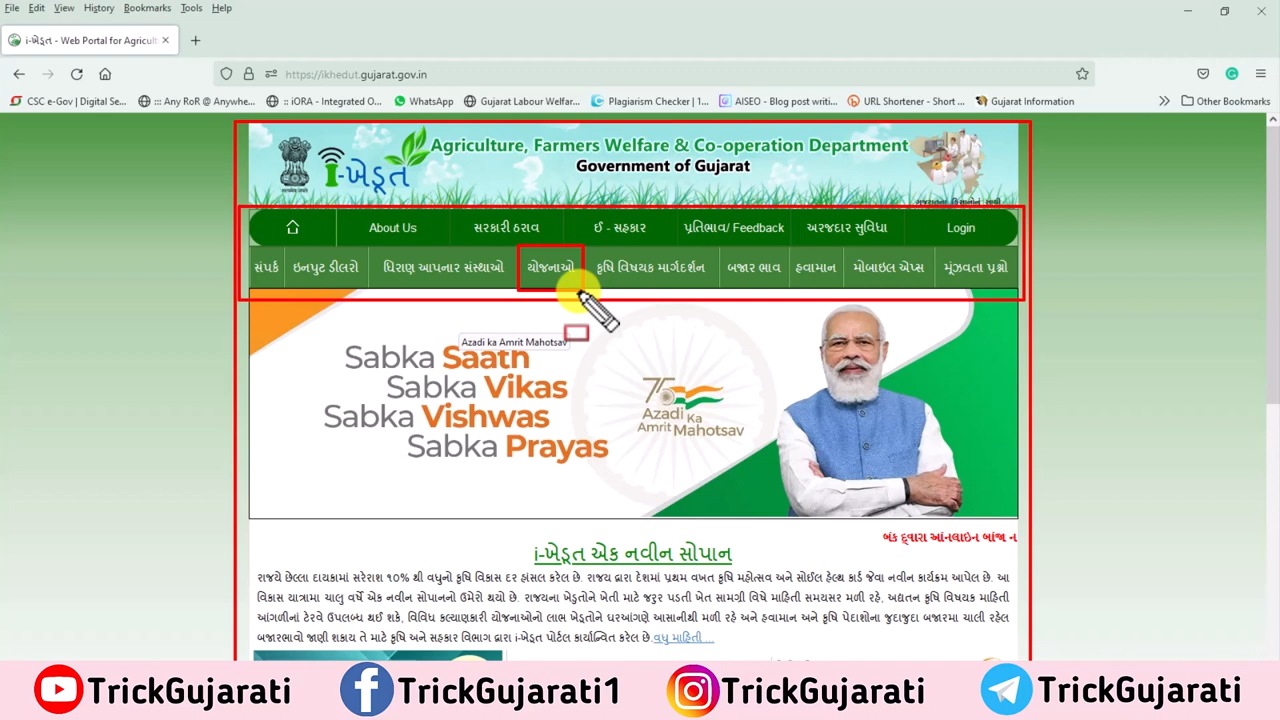 File Edit View History Bookmarks Tools Help
i-ખેડૂત - Web Portal for Agricult
https://ikhedut.gujarat.gov.in
CSC e-Gov | Digital Se... ::: Any RoR @ Anywhe... :: iORA - Integrated O... WhatsApp Gujarat Labour Welfar... Plagiarism Checker | 1... AISEO - Blog post writi... URL Shortener - Short ... Gujarat Information Other Bookmarks
i-ખેડૂત
Agriculture, Farmers Welfare & Co-operation Department
Government of Gujarat
About Us સરકારી ઠરાવ ઈ - સહકાર પ્રતિભાવ/ Feedback અરજદાર સુવિધા Login
સંપર્ક ઇનપુટ ડીલરો ધિરાણ આપનાર સંસ્થાઓ યોજનાઓ કૃષિ વિષયક માર્ગદર્શન બજાર ભાવ હવામાન મોબાઇલ એપ્સ મૂંઝવતા પ્રશ્નો
Azadi ka Amrit Mahotsav
Sabka Saath
Sabka Vikas
Sabka Vishwas
Sabka Prayas
75
Azadi Ka
Amrit Mahotsav
બંક દ્વારા આંનલાઇન બાંજા ન
i-ખેડૂત એક નવીન સોપાન
રાજયે છેલ્લા દાયકામાં સરેરાશ ૧૦% થી વધુનો કૃષિ વિકાસ દર હાંસલ કરેલ છે. રાજય દ્વારા દેશમાં પ્રથમ વખત કૃષિ મહોત્સવ અને સોઈલ હેલ્થ કાર્ડ જેવા નવીન કાર્યક્રમ આપેલ છે. આ
વિકાસ યાત્રામા ચાલુ વર્ષે એક નવીન સોપાનનો ઉમેરો થયો છે. રાજયના ખેડુતોને ખેતી માટે જરુર પડતી ખેત સામગ્રી વિષે માહિતી સમયસર મળી રહે, અદ્યતન કૃષિ વિષયક માહિતી
આંગળીનાં ટેરવે ઉપલબ્ધ થઈ શકે, વિવિધ કલ્યાણકારી યોજનાઓનો લાભ ખેડુતોને ઘરઆંગણે આસાનીથી મળી રહે અને હવામાન અને કૃષિ પેદાશોના જુદાજુદા બજારમા ચાલી રહેલ
બજારભાવો જાણી શકાય તે માટે કૃષિ અને સહકાર વિભાગ દ્વારા i-ખેડુત પોર્ટલ કાર્યાન્વિત કરેલ છે.વધુ માહિતી ...
TrickGujarati TrickGujarati1 TrickGujarati TrickGujarati